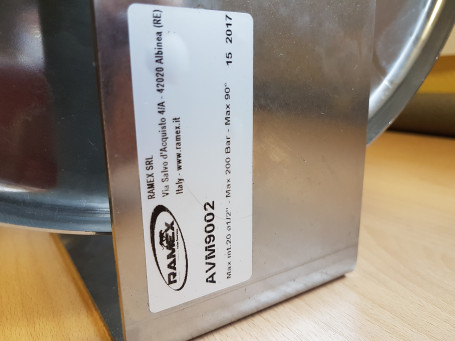 RAMEX SRL
Via Salvo d'Acquisto 4/A - 42020 Albinea (RE)
Italy - www.ramex.it
RAMEX
AVM9002
Max mt.20 ø1/2" - Max 200 Bar - Max 90°
15 2017